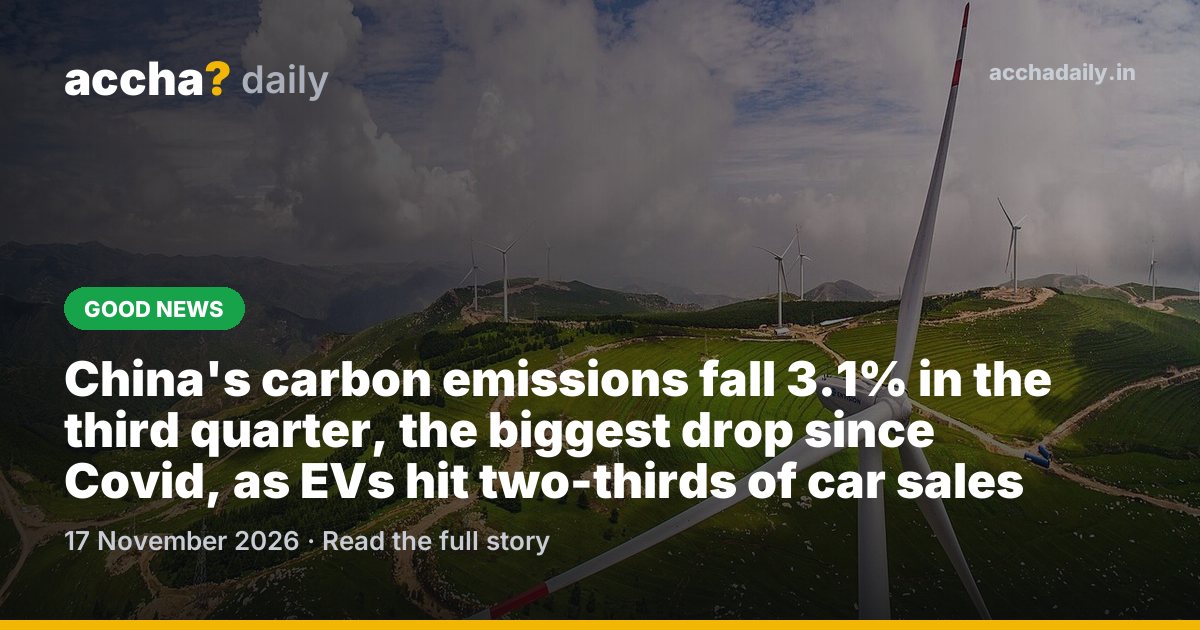 accha? daily
acchadaily.in
GOOD NEWS
China's carbon emissions fall 3.1% in the
third quarter, the biggest drop since
Covid, as EVs hit two-thirds of car sales
17 November 2026 · Read the full story